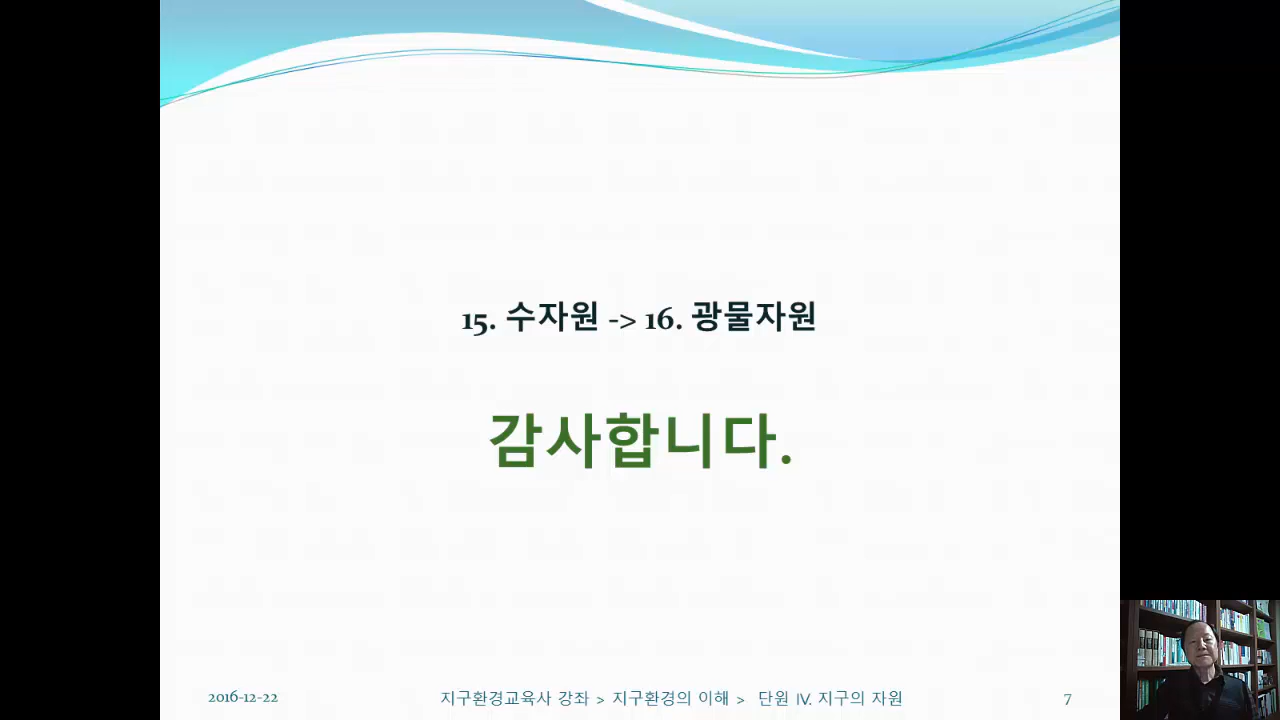 15. 수자원 -> 16. 광물자원
감사합니다.
2016-12-22 지구환경교육사 강좌 > 지구환경의 이해 > 단원 Ⅳ. 지구의 자원 7